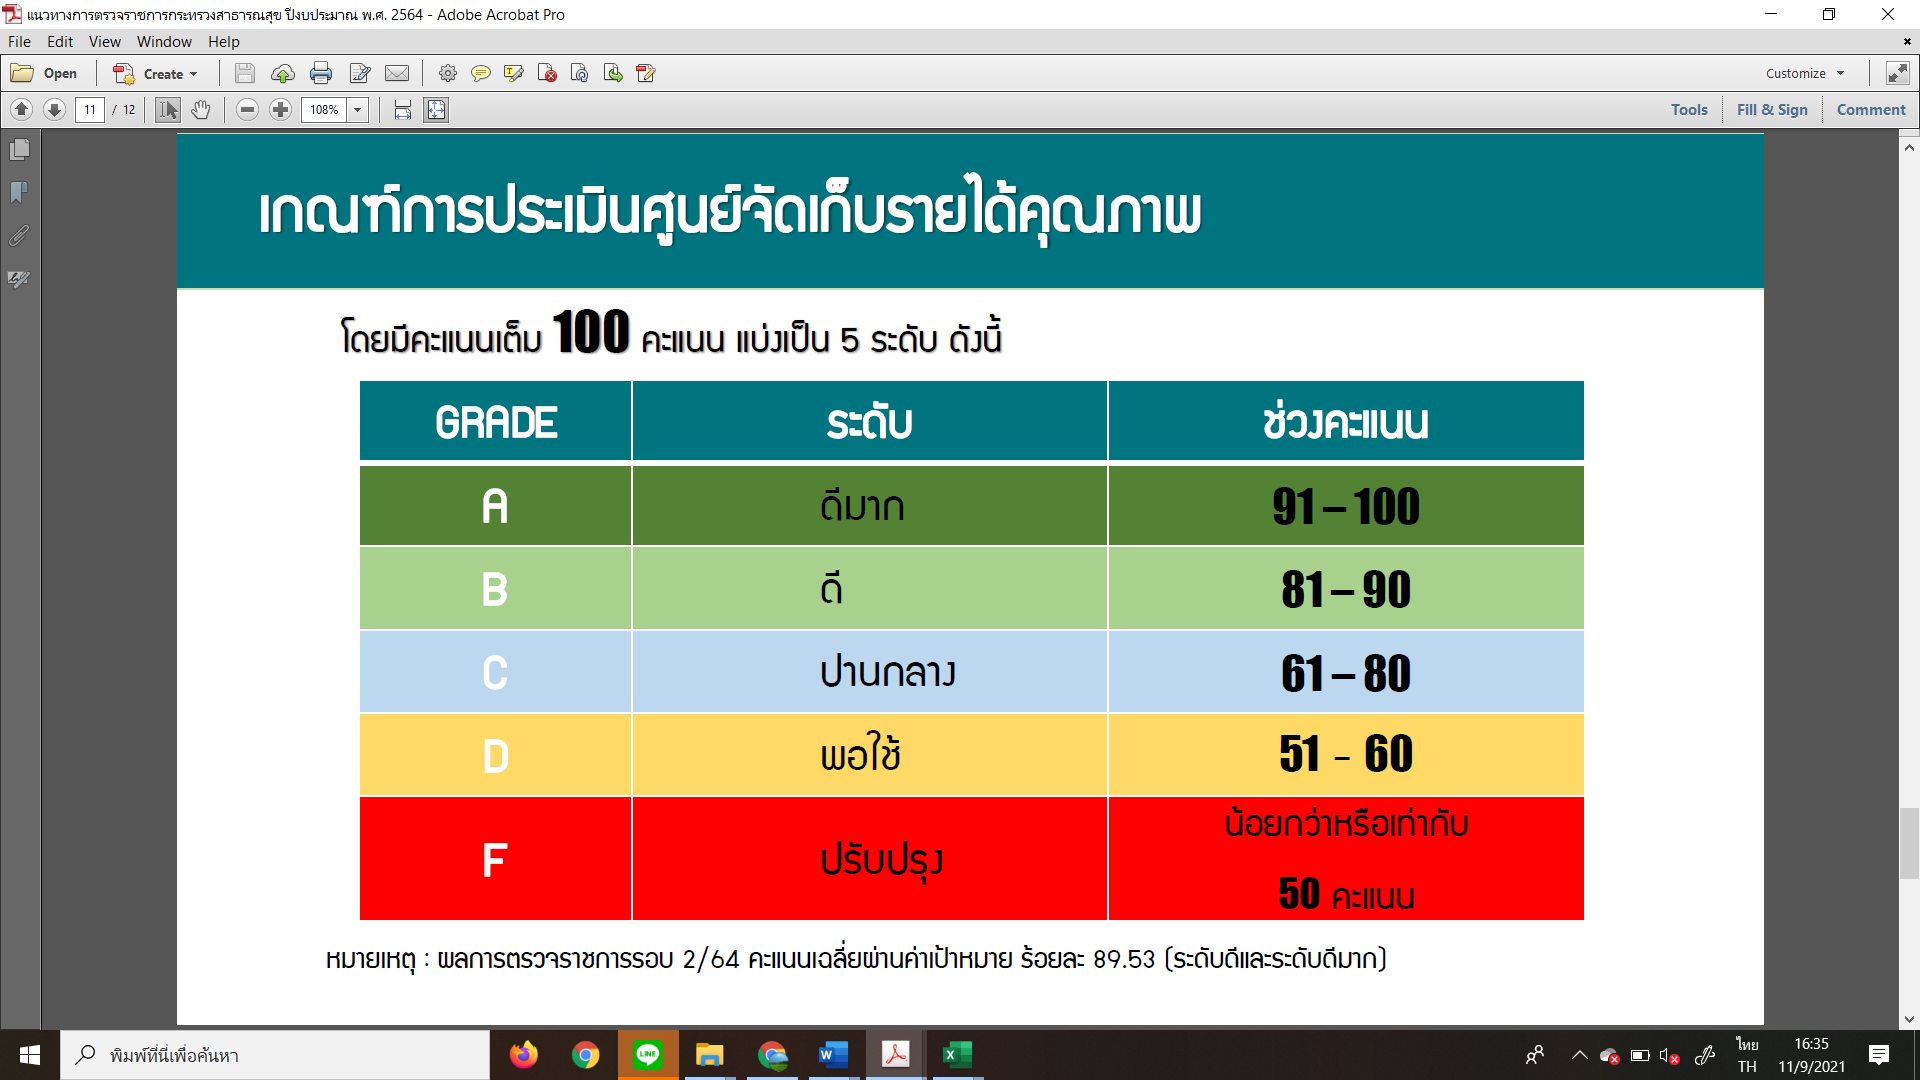 แนวทางการตรวจราชการกระทรวงสาธารณสุข ปีงบประมาณ พ.ศ. 2564 - Adobe Acrobat Pro
File Edit View Window Help
Open Create Customize
11 / 12 108% Tools Fill & Sign Comment
เกณฑ์การประเมินศูนย์จัดเก็บรายได้คุณภาพ
โดยมีคะแนนเต็ม 100 คะแนน แบ่งเป็น 5 ระดับ ดังนี้
GRADE ระดับ ช่วงคะแนน
A ดีมาก 91 – 100
B ดี 81 – 90
C ปานกลาง 61 – 80
D พอใช้ 51 - 60
F ปรับปรุง น้อยกว่าหรือเท่ากับ
50 คะแนน
หมายเหตุ : ผลการตรวจราชการรอบ 2/64 คะแนนเฉลี่ยผ่านค่าเป้าหมาย ร้อยละ 89.53 (ระดับดีและระดับดีมาก)
พิมพ์ที่นี่เพื่อค้นหา
LINE
ไทย 16:35
TH 11/9/2021